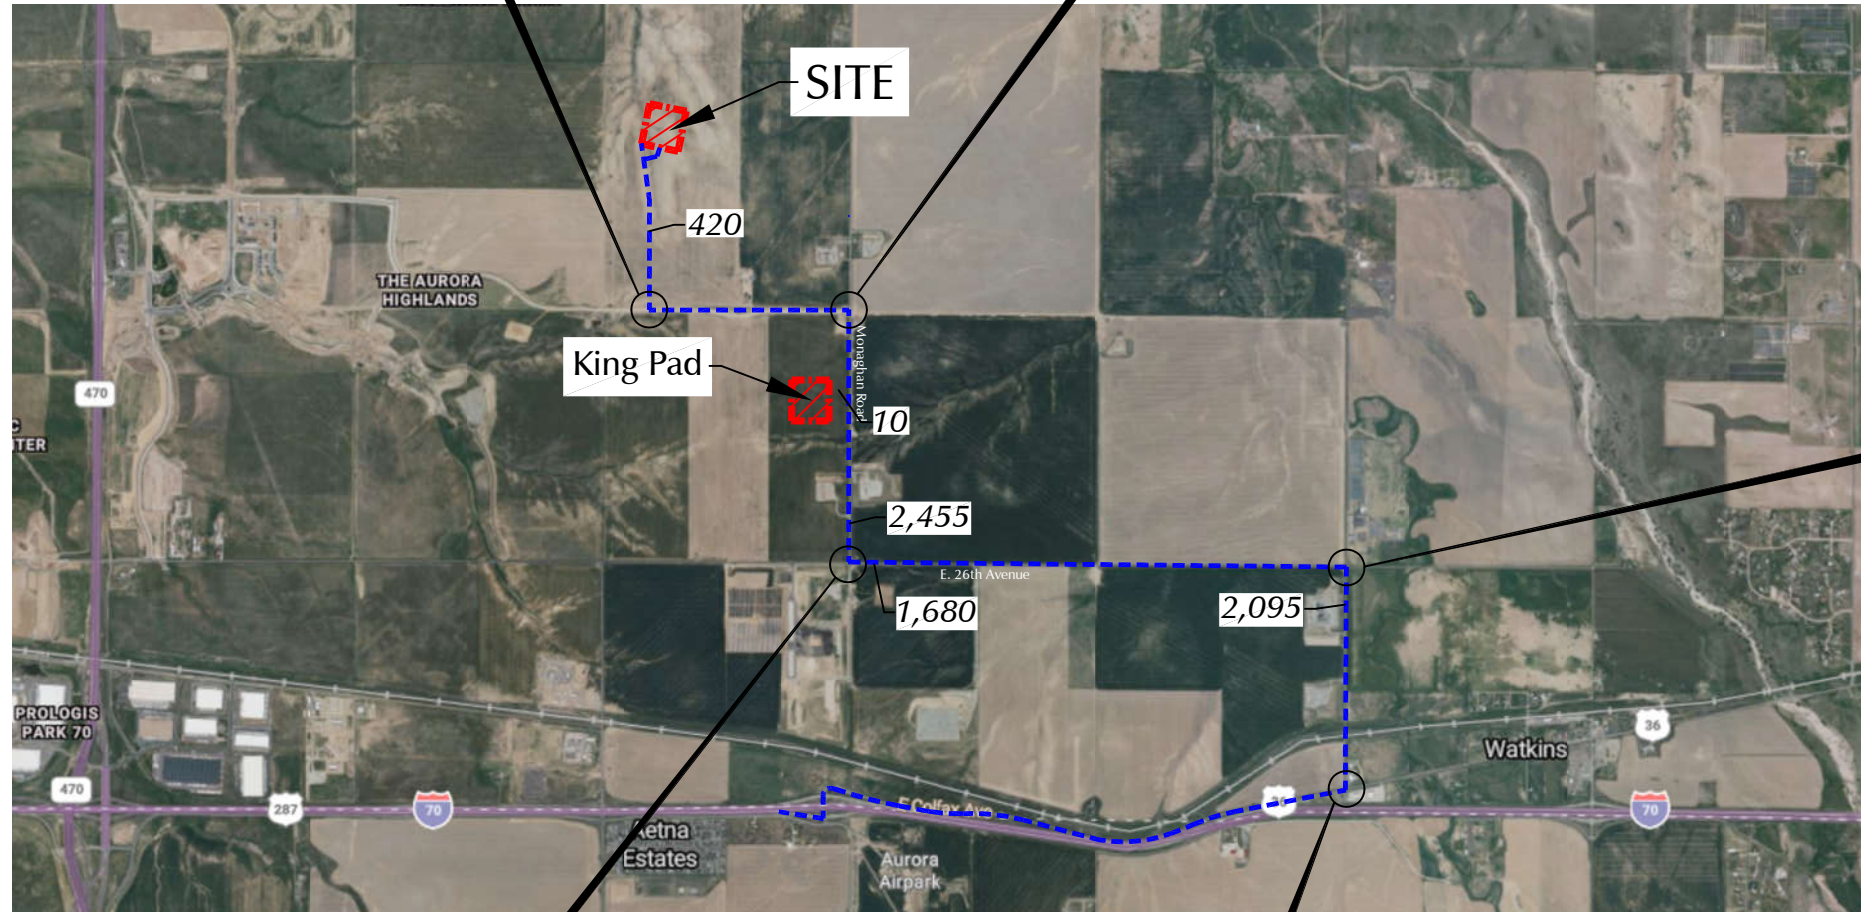 SITE
420
THE AURORA
HIGHLANDS
King Pad
Monaghan Road
470
10
TER
2,455
E. 26th Avenue
1,680
2,095
PROLOGIS
PARK 70
36
Watkins
470
287
70
E Colfax Ave
70
Aetna
Estates
Aurora
Airpark